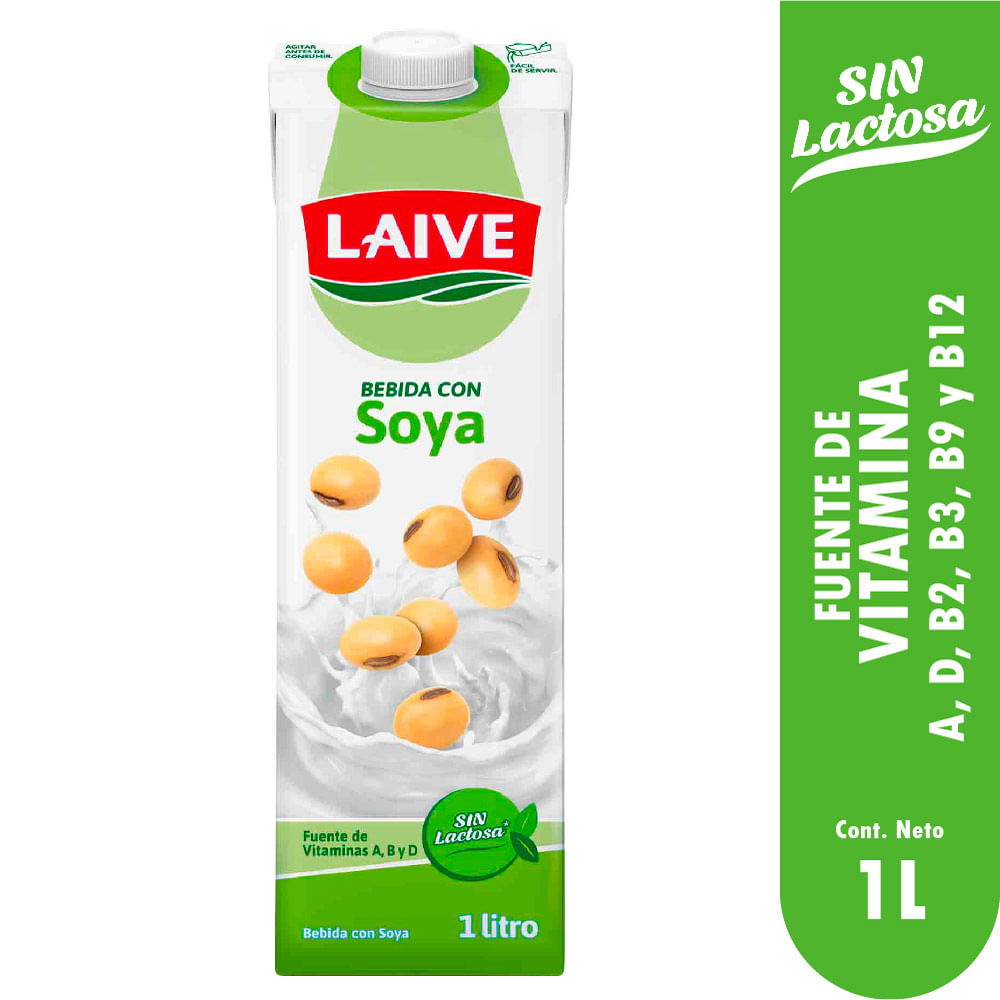 AGITAR
ANTES DE
CONSUMIR.
FÁCIL
DE SERVIR.
LAIVE
BEBIDA CON
Soya
Fuente de
Vitaminas A, B y D
SIN
Lactosa*
Bebida con Soya
1 litro
SIN
Lactosa
FUENTE DE
VITAMINA
A, D, B2, B3, B9 y B12
Cont. Neto
1L